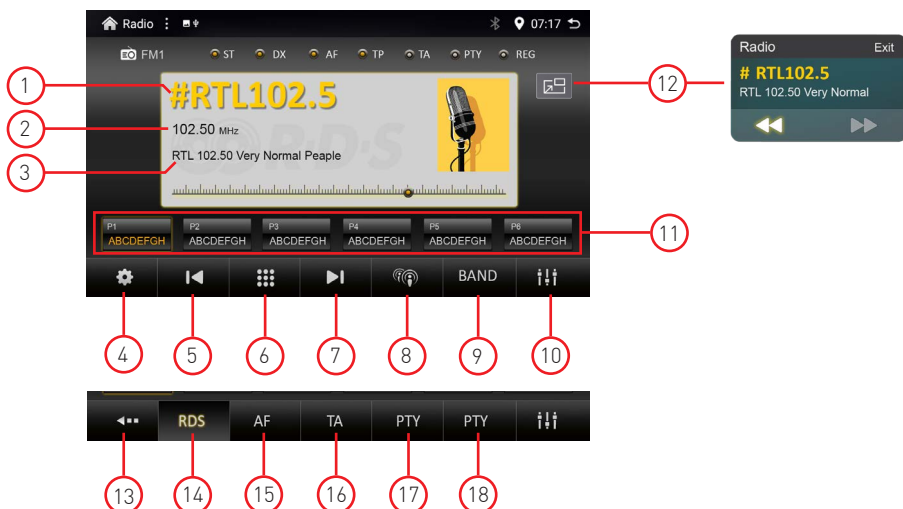 Radio 07:17
FM1 ST DX AF TP TA PTY REG
Radio Exit
1 #RTL102.5 12 # RTL102.5
RTL 102.50 Very Normal
2 102.50 MHz
R·D·S
3 RTL 102.50 Very Normal Peaple
P1 P2 P3 P4 P5 P6
ABCDEFGH ABCDEFGH ABCDEFGH ABCDEFGH ABCDEFGH ABCDEFGH
11
BAND
4 5 6 7 8 9 10
RDS AF TA PTY PTY
13 14 15 16 17 18